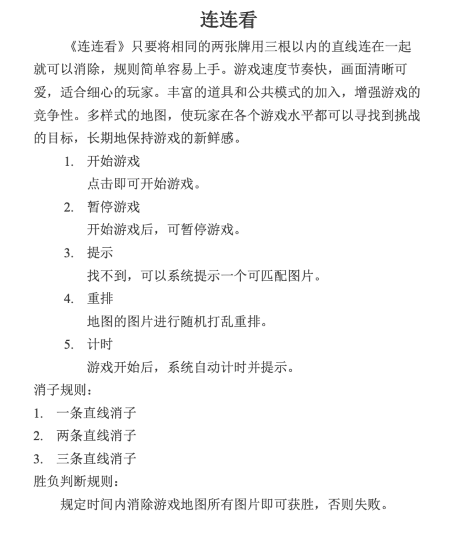 连连看
《连连看》只要将相同的两张牌用三根以内的直线连在一起
就可以消除，规则简单容易上手。游戏速度节奏快，画面清晰可
爱，适合细心的玩家。丰富的道具和公共模式的加入，增强游戏的
竞争性。多样式的地图，使玩家在各个游戏水平都可以寻找到挑战
的目标，长期地保持游戏的新鲜感。
1. 开始游戏
点击即可开始游戏。
2. 暂停游戏
开始游戏后，可暂停游戏。
3. 提示
找不到，可以系统提示一个可匹配图片。
4. 重排
地图的图片进行随机打乱重排。
5. 计时
游戏开始后，系统自动计时并提示。
消子规则：
1. 一条直线消子
2. 两条直线消子
3. 三条直线消子
胜负判断规则：
规定时间内消除游戏地图所有图片即可获胜，否则失败。